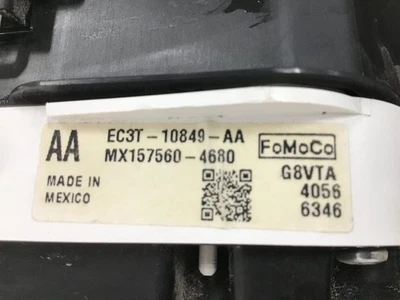 AA EC3T-10849-AA FoMoCo
MX157560-4680
MADE IN MEXICO G8VTA
4056
6346